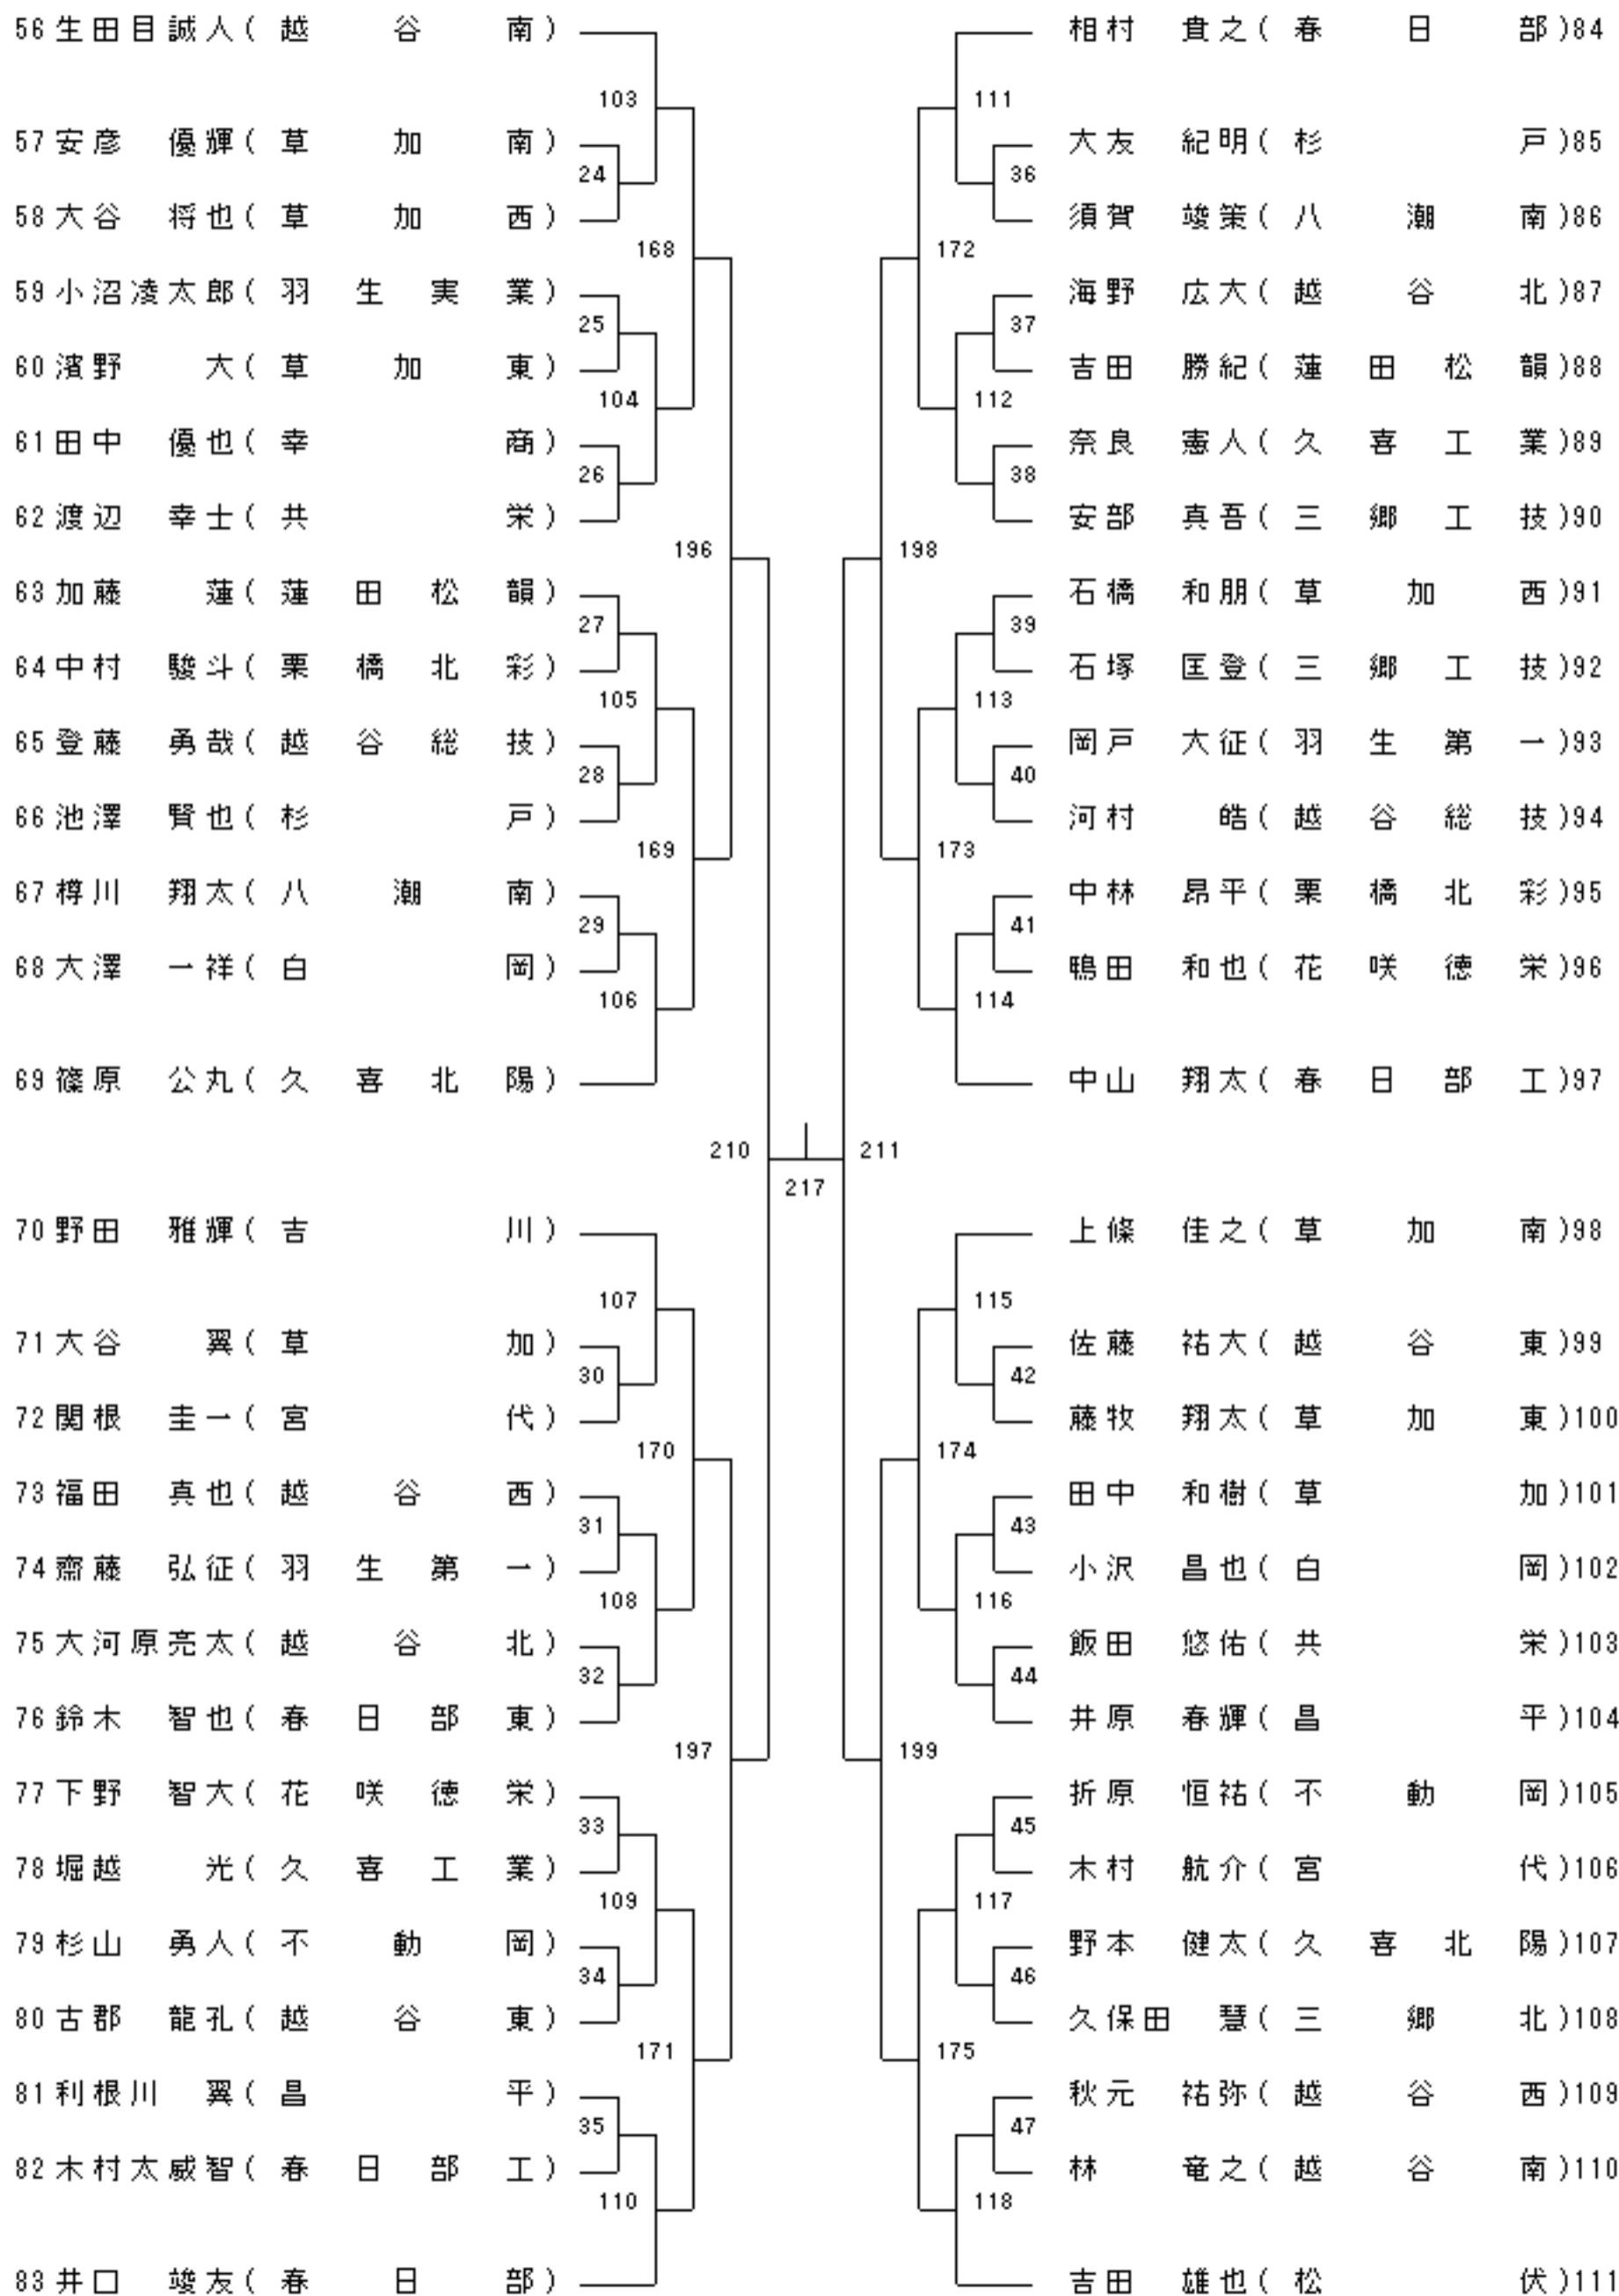 56 生田目誠人(越谷南)
103
57 安彦 優輝(草加南)
24
58 大谷 将也(草加西)
168
59 小沼凌太郎(羽生実業)
25
60 濱野 大(草加東)
104
61 田中 優也(幸商)
26
62 渡辺 幸士(共栄)
196
63 加藤 蓮(蓮田松韻)
27
64 中村 駿斗(栗橋北彩)
105
65 登藤 勇哉(越谷総技)
28
66 池澤 賢也(杉戸)
169
67 樽川 翔太(八潮南)
29
68 大澤 一祥(白岡)
106
69 篠原 公丸(久喜北陽)
210
70 野田 雅輝(吉川)
107
71 大谷 翼(草加)
30
72 関根 圭一(宮代)
170
73 福田 真也(越谷西)
31
74 齋藤 弘征(羽生第一)
108
75 大河原亮太(越谷北)
32
76 鈴木 智也(春日部東)
197
77 下野 智大(花咲徳栄)
33
78 堀越 光(久喜工業)
109
79 杉山 勇人(不動岡)
34
80 古郡 龍孔(越谷東)
171
81 利根川 翼(昌平)
35
82 木村太威智(春日部工)
110
83 井口 竣友(春日部)
217
相村 貴之(春日部)84
111
大友 紀明(杉戸)85
36
須賀 竣策(八潮南)86
172
海野 広大(越谷北)87
37
吉田 勝紀(蓮田松韻)88
112
奈良 憲人(久喜工業)89
38
安部 真吾(三郷工技)90
198
石橋 和朋(草加西)91
39
石塚 匡登(三郷工技)92
113
岡戸 大征(羽生第一)93
40
河村 皓(越谷総技)94
173
中林 昂平(栗橋北彩)95
41
鴨田 和也(花咲徳栄)96
114
中山 翔太(春日部工)97
211
上條 佳之(草加南)98
115
佐藤 祐大(越谷東)99
42
藤牧 翔太(草加東)100
174
田中 和樹(草加)101
43
小沢 昌也(白岡)102
116
飯田 悠佑(共栄)103
44
井原 春輝(昌平)104
199
折原 恒祐(不動岡)105
45
木村 航介(宮代)106
117
野本 健太(久喜北陽)107
46
久保田 慧(三郷北)108
175
秋元 祐弥(越谷西)109
47
林 竜之(越谷南)110
118
吉田 雄也(松伏)111